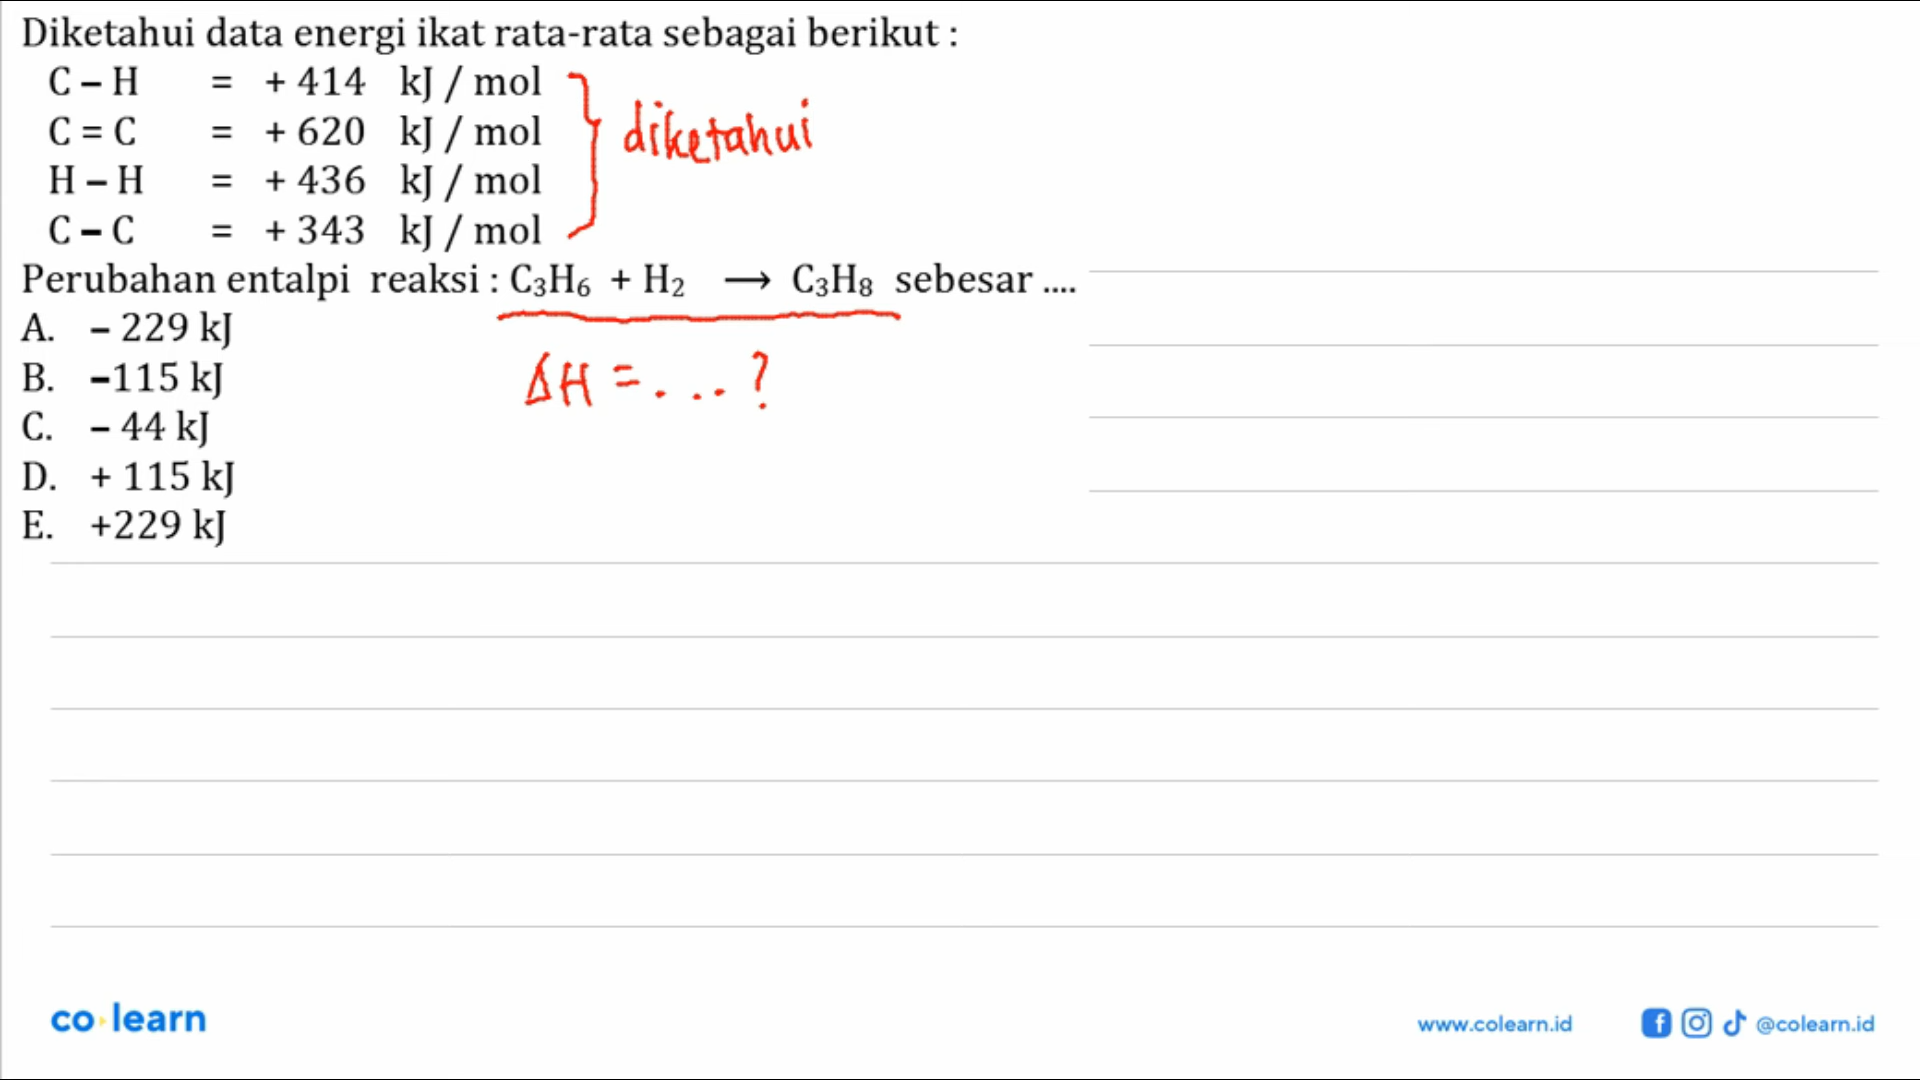 Diketahui data energi ikat rata-rata sebagai berikut :
C – H = + 414 kJ / mol
C = C = + 620 kJ / mol
H – H = + 436 kJ / mol
C – C = + 343 kJ / mol
diketahui
Perubahan entalpi reaksi : C₃H₆ + H₂ ⟶ C₃H₈ sebesar ....
A. – 229 kJ
B. –115 kJ
C. – 44 kJ
D. + 115 kJ
E. +229 kJ
ΔH = . . . ?
co learn
www.colearn.id
@colearn.id